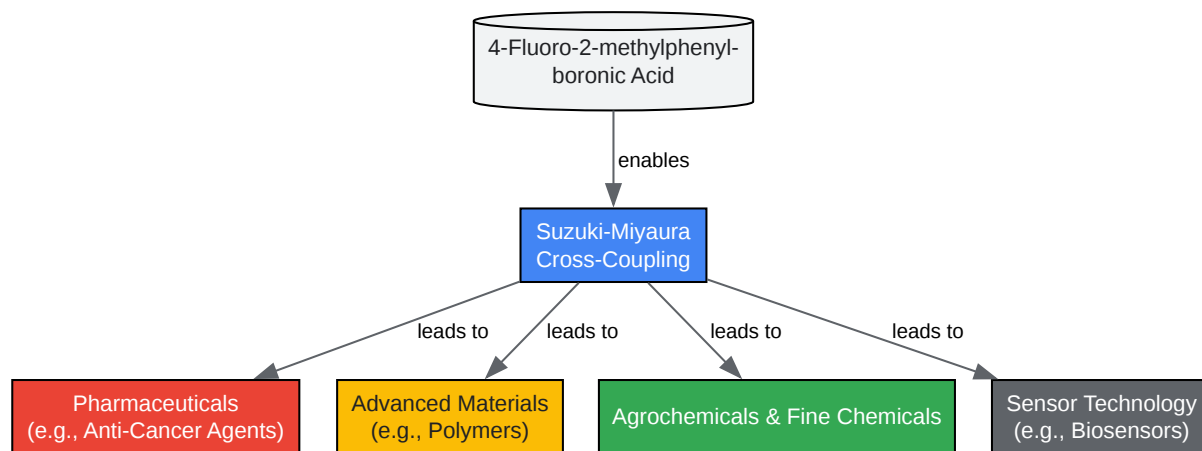 4-Fluoro-2-methylphenyl-
boronic Acid
enables
Suzuki-Miyaura
Cross-Coupling
leads to
leads to
leads to
leads to
Pharmaceuticals
(e.g., Anti-Cancer Agents)
Advanced Materials
(e.g., Polymers)
Agrochemicals & Fine Chemicals
Sensor Technology
(e.g., Biosensors)